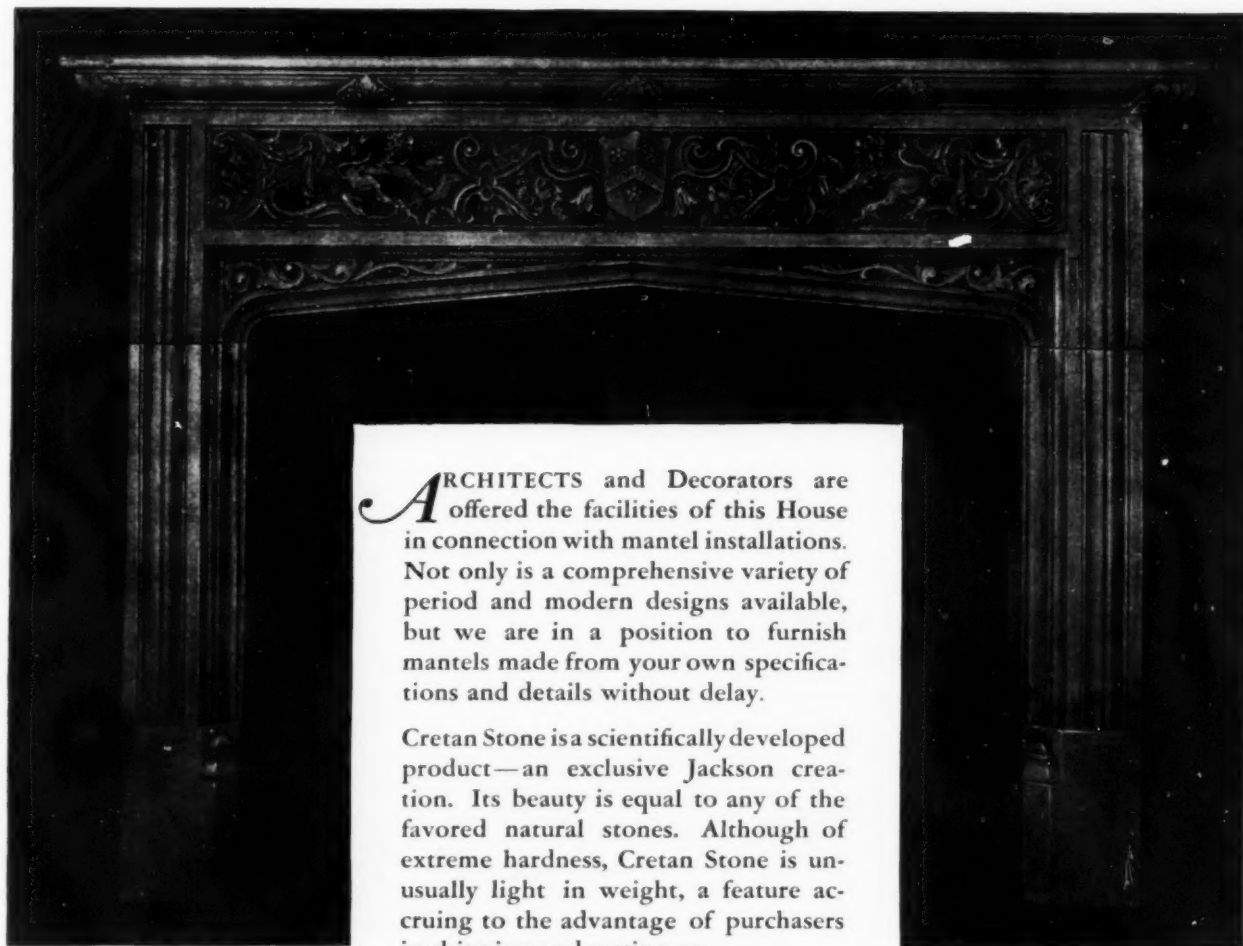 ARCHITECTS and Decorators are
offered the facilities of this House
in connection with mantel installations.
Not only is a comprehensive variety of
period and modern designs available,
but we are in a position to furnish
mantels made from your own specifica-
tions and details without delay.
Cretan Stone is a scientifically developed
product—an exclusive Jackson crea-
tion. Its beauty is equal to any of the
favored natural stones. Although of
extreme hardness, Cretan Stone is un-
usually light in weight, a feature ac-
cruing to the advantage of purchasers